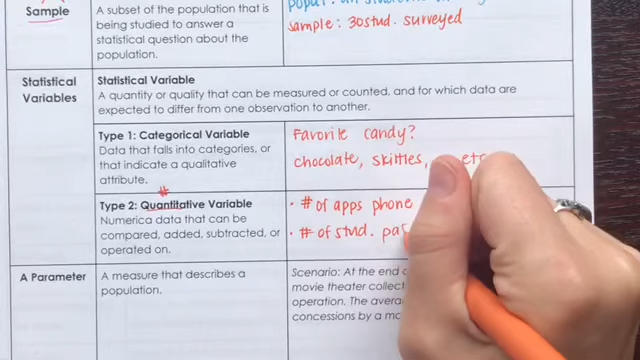 Sample
A subset of the population that is
being studied to answer a
statistical question about the
population.
sample: 30 stud. surveyed
Statistical
Variables
Statistical Variable
A quantity or quality that can be measured or counted, and for which data are
expected to differ from one observation to another.
Type 1: Categorical Variable
Data that falls into categories, or
that indicate a qualitative
attribute.
Favorite candy?
chocolate, skittles, etc
#
Type 2: Quantitative Variable
Numerica data that can be
compared, added, subtracted, or
operated on.
• # of apps phone
• # of stud.
A Parameter
A measure that describes a
population.
Scenario: At the end
movie theater
operation. The
concessions by a